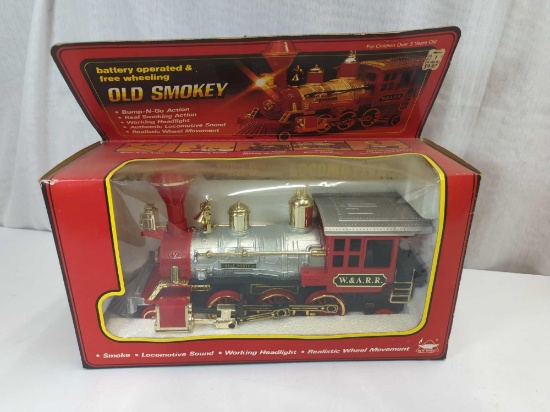 battery operated &
free wheeling
OLD SMOKEY
• Bump-N-Go Action
• Real Smoking Action
• Working Headlight
• Authentic Locomotive Sound
• Realistic Wheel Movement
For Children Over 3 Years Old
W.& A.R.R.
• Smoke • Locomotive Sound • Working Headlight • Realistic Wheel Movement